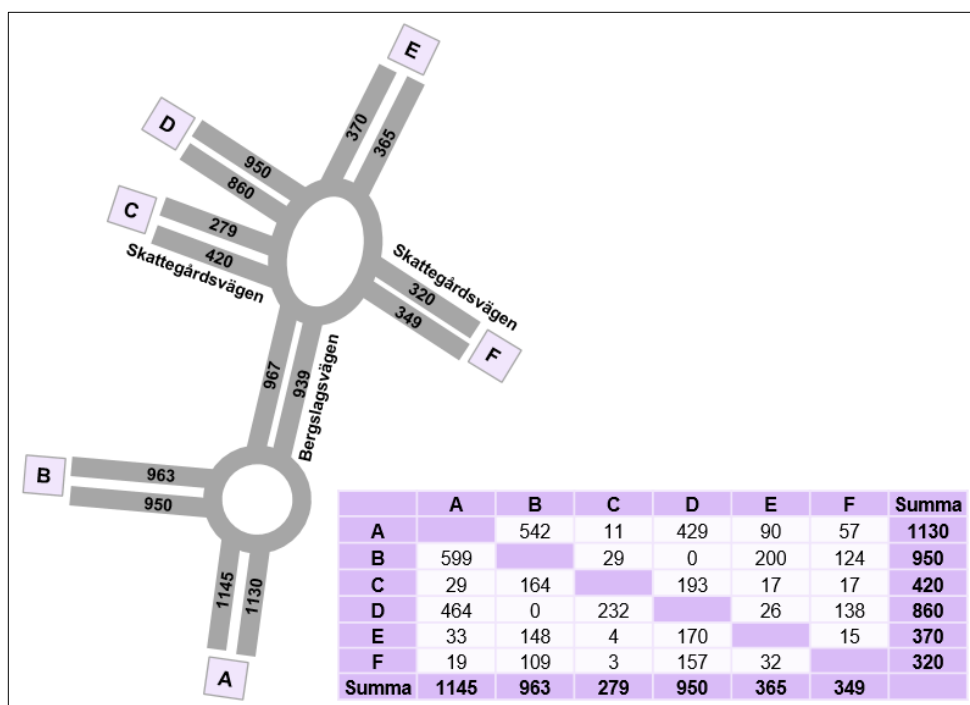 E
370
365
D
950
860
C
279
420
Skattegårdsvägen
Skattegårdsvägen
320
349
F
967
939
Bergslagsvägen
B
963
950
1145
1130
A
A B C D E F Summa
A 542 11 429 90 57 1130
B 599 29 0 200 124 950
C 29 164 193 17 17 420
D 464 0 232 26 138 860
E 33 148 4 170 15 370
F 19 109 3 157 32 320
Summa 1145 963 279 950 365 349